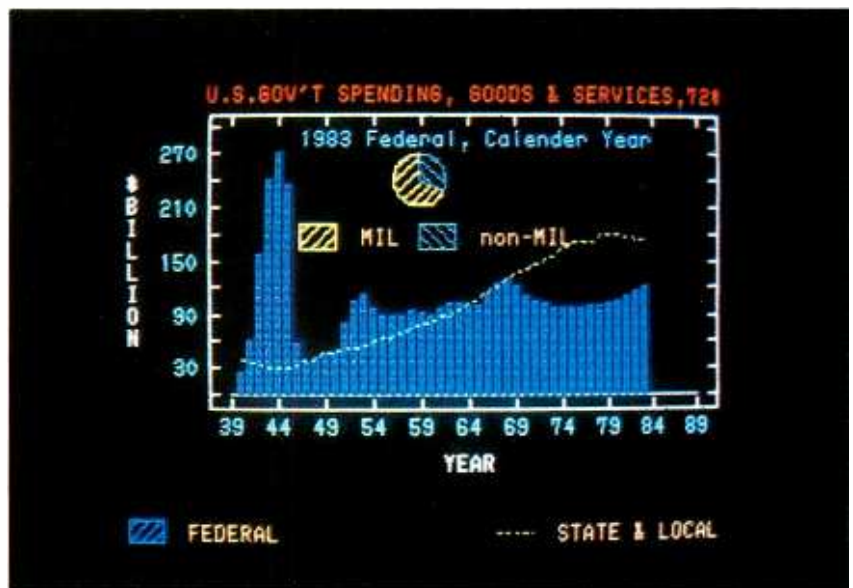 U.S.GOV'T SPENDING, GOODS & SERVICES,72$
1983 Federal, Calender Year
MIL
non-MIL
$BILLION
270
210
150
90
30
39 44 49 54 59 64 69 74 79 84 89
YEAR
FEDERAL
STATE & LOCAL